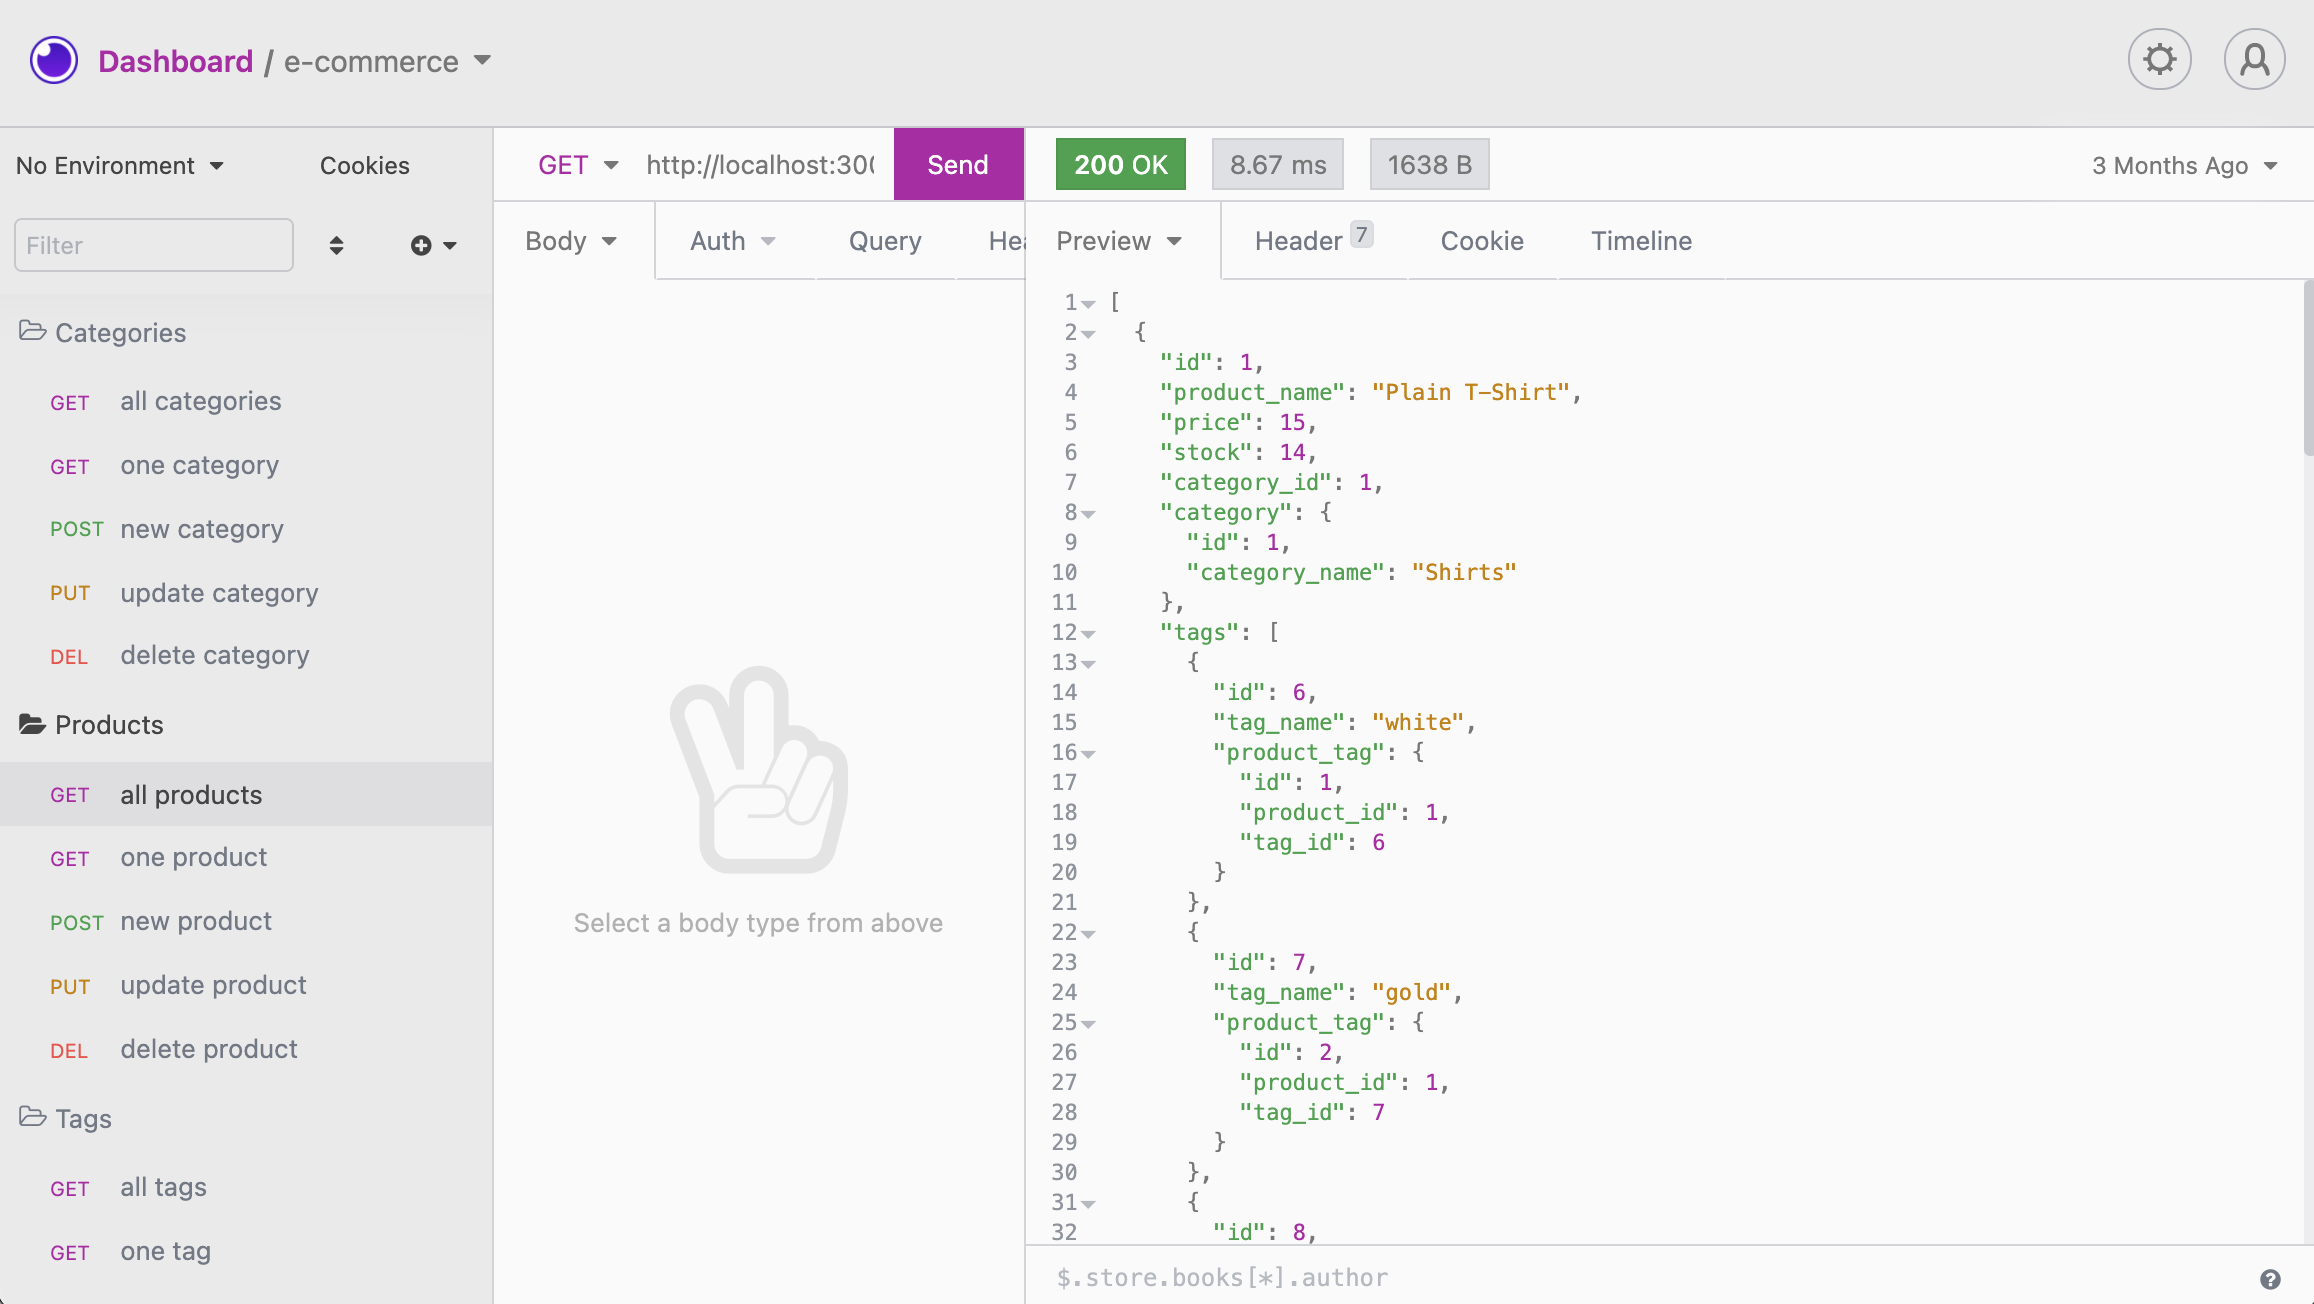 Dashboard / e-commerce
No Environment
Cookies
Filter
Categories
GET all categories
GET one category
POST new category
PUT update category
DEL delete category
Products
GET all products
GET one product
POST new product
PUT update product
DEL delete product
Tags
GET all tags
GET one tag
GET http://localhost:300 Send
Body Auth Query Hea
Select a body type from above
200 OK 8.67 ms 1638 B 3 Months Ago
Preview Header 7 Cookie Timeline
1 [
2 {
3 "id": 1,
4 "product_name": "Plain T-Shirt",
5 "price": 15,
6 "stock": 14,
7 "category_id": 1,
8 "category": {
9 "id": 1,
10 "category_name": "Shirts"
11 },
12 "tags": [
13 {
14 "id": 6,
15 "tag_name": "white",
16 "product_tag": {
17 "id": 1,
18 "product_id": 1,
19 "tag_id": 6
20 }
21 },
22 {
23 "id": 7,
24 "tag_name": "gold",
25 "product_tag": {
26 "id": 2,
27 "product_id": 1,
28 "tag_id": 7
29 }
30 },
31 {
32 "id": 8,
$.store.books[*].author